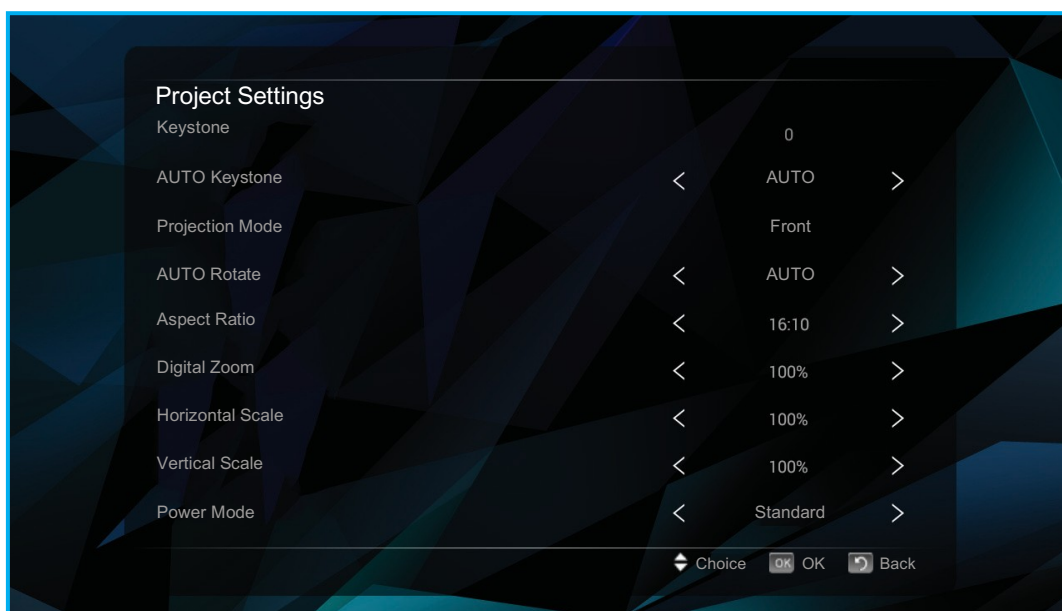 Project Settings
Keystone 0
AUTO Keystone < AUTO >
Projection Mode Front
AUTO Rotate < AUTO >
Aspect Ratio < 16:10 >
Digital Zoom < 100% >
Horizontal Scale < 100% >
Vertical Scale < 100% >
Power Mode < Standard >
Choice OK OK Back